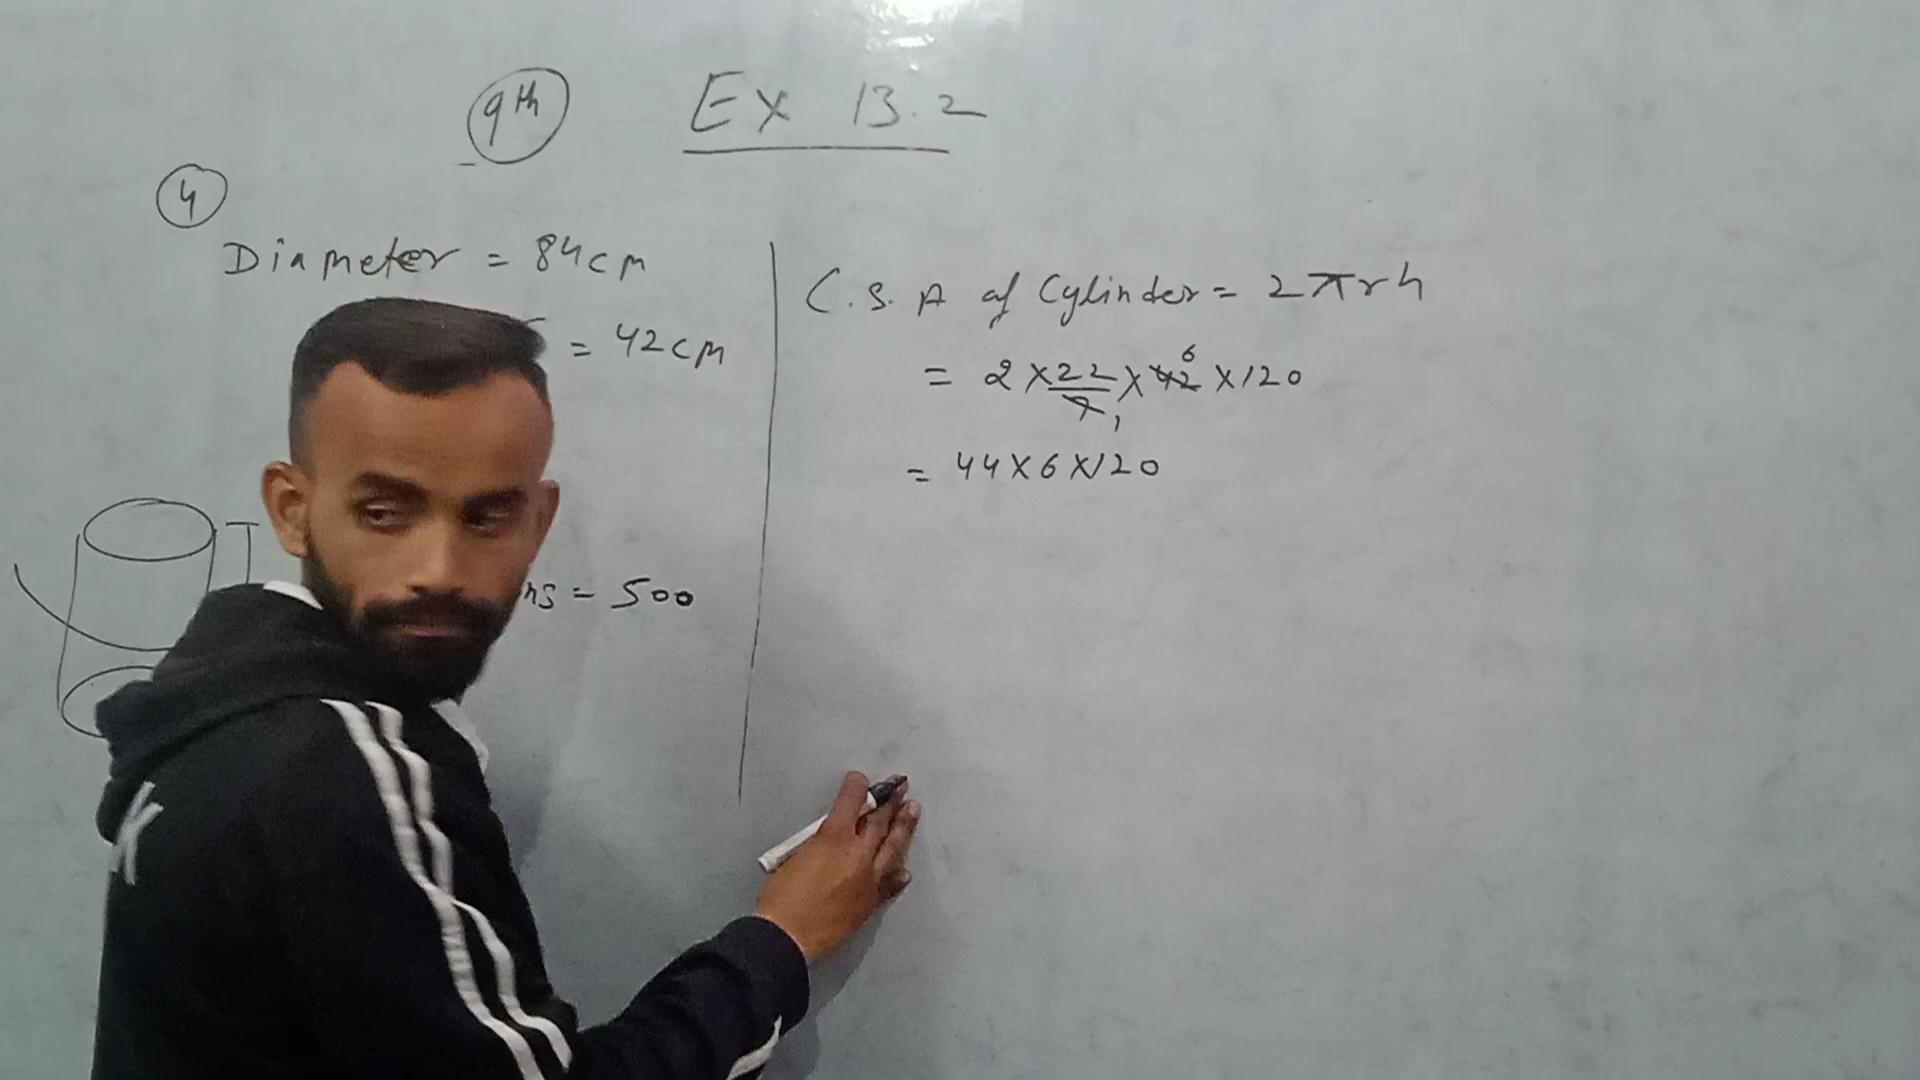 9th Ex 13.2
4
Diameter = 84cm
= 42cm
= 500
C.S.A of Cylinder = 2πrh
= 2 × 22/7 1 × 42 6 × 120
= 44 × 6 × 120
K